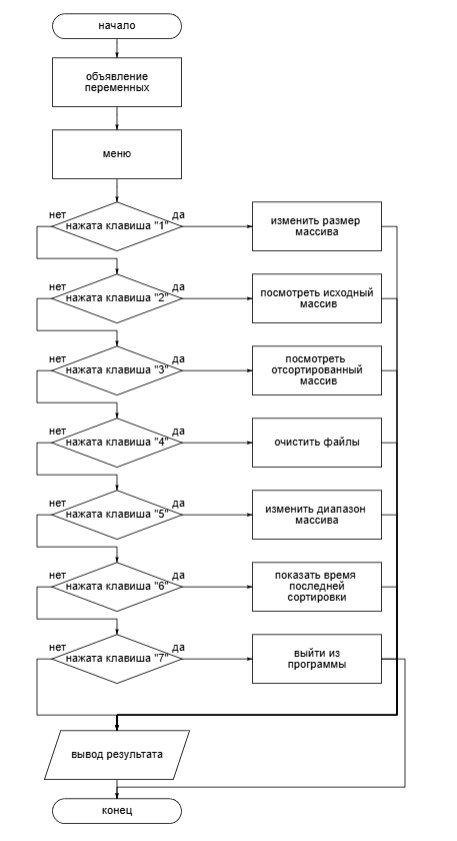 начало
объявление
переменных
меню
нет
да
нажата клавиша "1"
изменить размер
массива
нет
да
нажата клавиша "2"
посмотреть исходный
массив
нет
да
нажата клавиша "3"
посмотреть
отсортированный
массив
нет
да
нажата клавиша "4"
очистить файлы
нет
да
нажата клавиша "5"
изменить диапазон
массива
нет
да
нажата клавиша "6"
показать время
последней
сортировки
нет
да
нажата клавиша "7"
выйти из
программы
вывод результата
конец